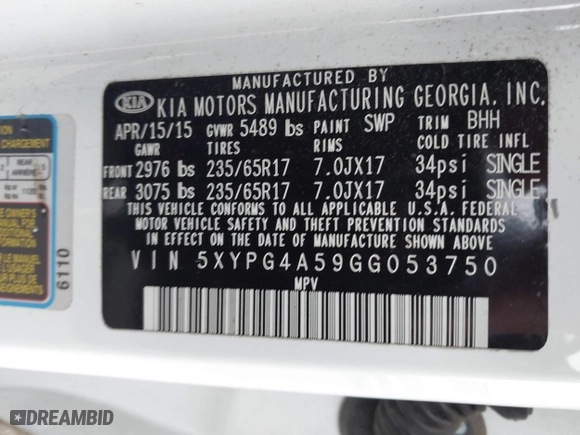 MANUFACTURED BY
KIA KIA MOTORS MANUFACTURING GEORGIA, INC.
APR/15/15 GVWR 5489 lbs PAINT SWP TRIM BHH
GAWR TIRES RIMS COLD TIRE INFL
FRONT 2976 lbs 235/65R17 7.0JX17 34psi SINGLE
REAR 3075 lbs 235/65R17 7.0JX17 34psi SINGLE
THIS VEHICLE CONFORMS TO ALL APPLICABLE U.S.A. FEDERAL
MOTOR VEHICLE SAFETY AND THEFT PREVENTION STANDARDS
IN EFFECT ON THE DATE OF MANUFACTURE SHOWN ABOVE.
VIN 5XYPG4A59GG053750
MPV
CHARGEMENT
REAR
6110
DREAMBID